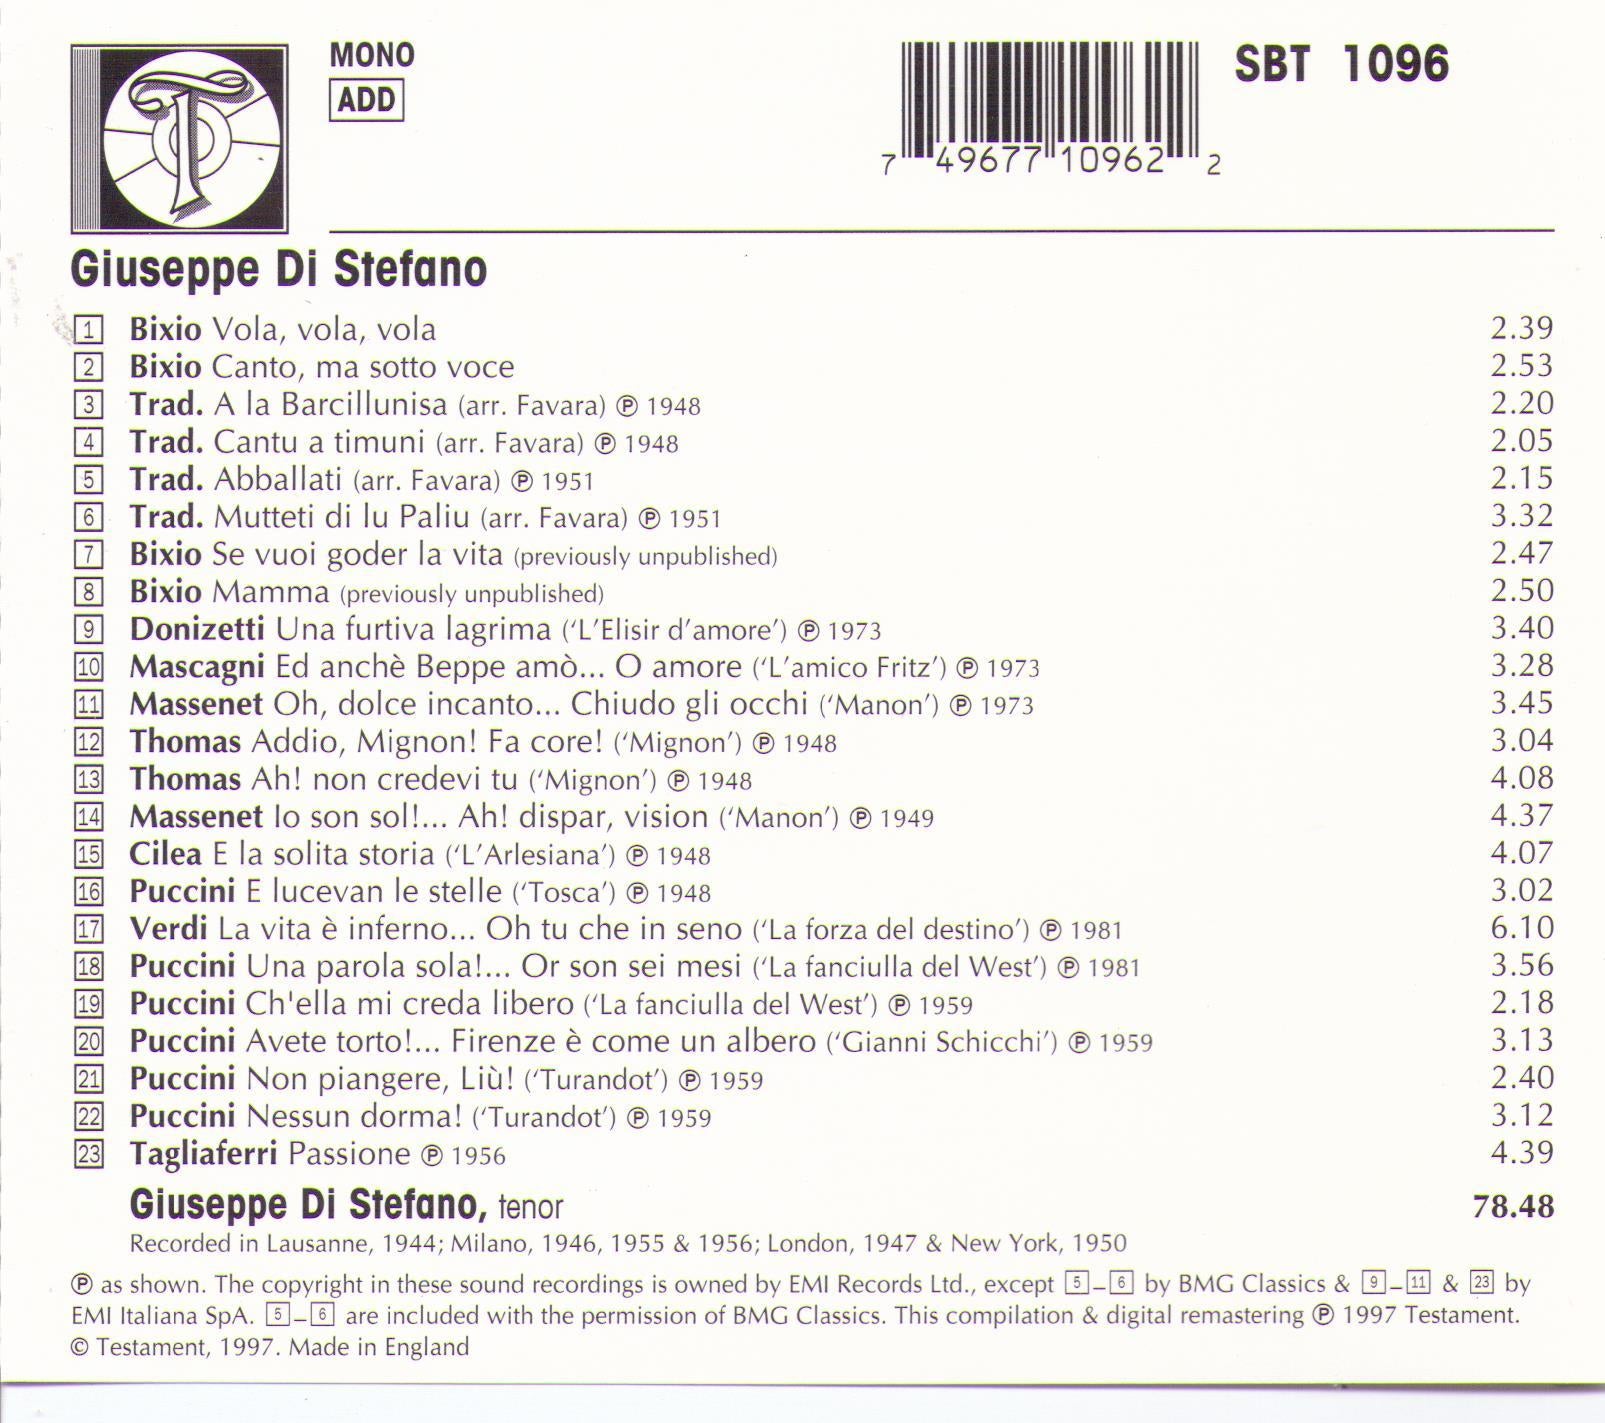 MONO
ADD
SBT 1096
7 49677 10962 2
Giuseppe Di Stefano
1 Bixio Vola, vola, vola 2.39
2 Bixio Canto, ma sotto voce 2.53
3 Trad. A la Barcillunisa (arr. Favara) Ⓟ 1948 2.20
4 Trad. Cantu a timuni (arr. Favara) Ⓟ 1948 2.05
5 Trad. Abballati (arr. Favara) Ⓟ 1951 2.15
6 Trad. Mutteti di lu Paliu (arr. Favara) Ⓟ 1951 3.32
7 Bixio Se vuoi goder la vita (previously unpublished) 2.47
8 Bixio Mamma (previously unpublished) 2.50
9 Donizetti Una furtiva lagrima (‘L’Elisir d’amore’) Ⓟ 1973 3.40
10 Mascagni Ed anchè Beppe amò... O amore (‘L’amico Fritz’) Ⓟ 1973 3.28
11 Massenet Oh, dolce incanto... Chiudo gli occhi (‘Manon’) Ⓟ 1973 3.45
12 Thomas Addio, Mignon! Fa core! (‘Mignon’) Ⓟ 1948 3.04
13 Thomas Ah! non credevi tu (‘Mignon’) Ⓟ 1948 4.08
14 Massenet Io son sol!... Ah! dispar, vision (‘Manon’) Ⓟ 1949 4.37
15 Cilea E la solita storia (‘L’Arlesiana’) Ⓟ 1948 4.07
16 Puccini E lucevan le stelle (‘Tosca’) Ⓟ 1948 3.02
17 Verdi La vita è inferno... Oh tu che in seno (‘La forza del destino’) Ⓟ 1981 6.10
18 Puccini Una parola sola!... Or son sei mesi (‘La fanciulla del West’) Ⓟ 1981 3.56
19 Puccini Ch'ella mi creda libero (‘La fanciulla del West’) Ⓟ 1959 2.18
20 Puccini Avete torto!... Firenze è come un albero (‘Gianni Schicchi’) Ⓟ 1959 3.13
21 Puccini Non piangere, Liù! (‘Turandot’) Ⓟ 1959 2.40
22 Puccini Nessun dorma! (‘Turandot’) Ⓟ 1959 3.12
23 Tagliaferri Passione Ⓟ 1956 4.39
Giuseppe Di Stefano, tenor 78.48
Recorded in Lausanne, 1944; Milano, 1946, 1955 & 1956; London, 1947 & New York, 1950
Ⓟ as shown. The copyright in these sound recordings is owned by EMI Records Ltd., except 5–6 by BMG Classics & 9–11 & 23 by
EMI Italiana SpA. 5–6 are included with the permission of BMG Classics. This compilation & digital remastering Ⓟ 1997 Testament.
© Testament, 1997. Made in England